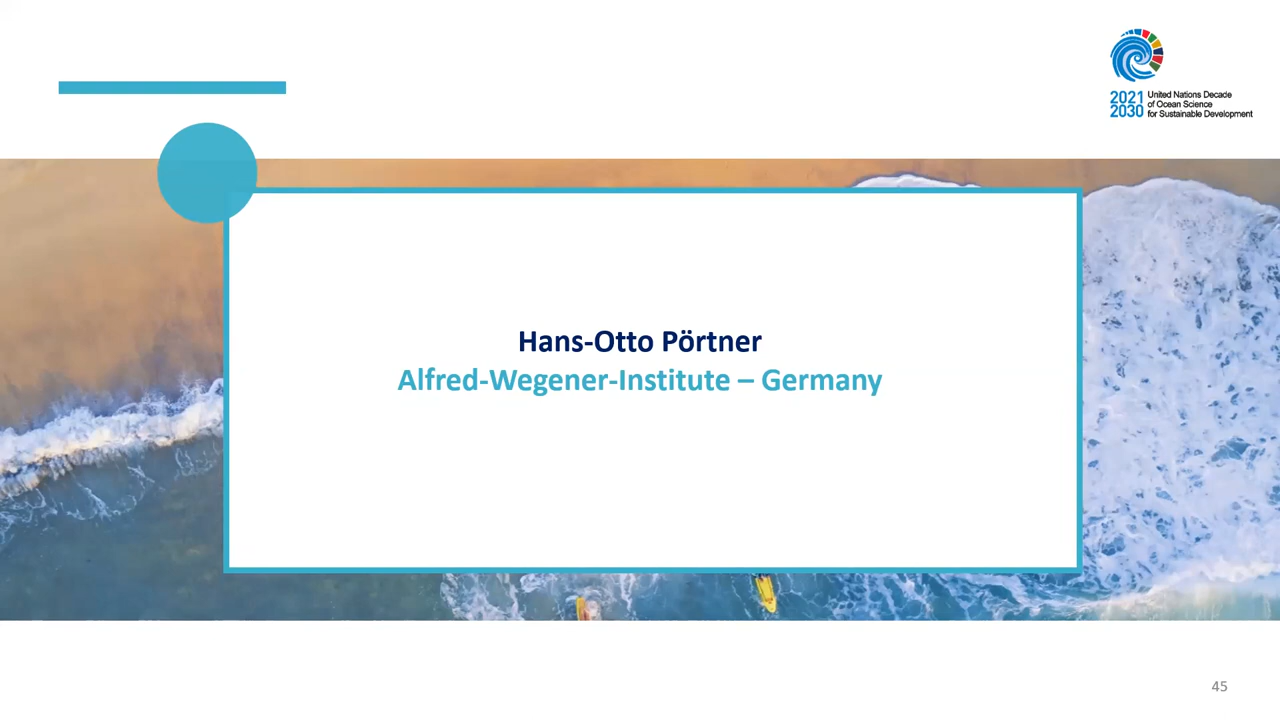 2021
2030
United Nations Decade
of Ocean Science
for Sustainable Development
Hans-Otto Pörtner
Alfred-Wegener-Institute – Germany
45